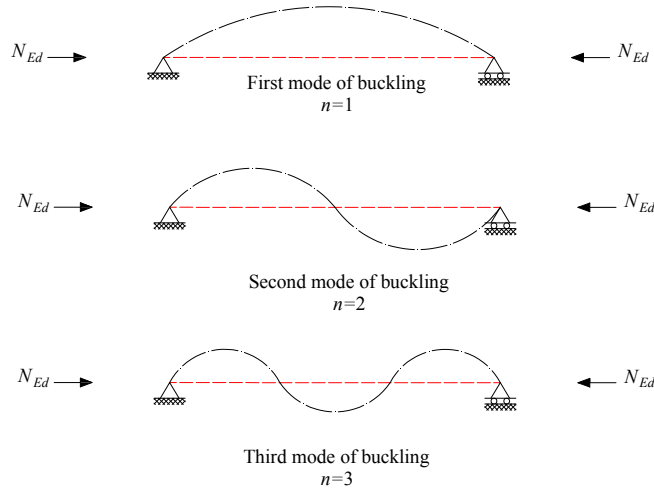 N_Ed N_Ed
First mode of buckling
n=1
N_Ed N_Ed
Second mode of buckling
n=2
N_Ed N_Ed
Third mode of buckling
n=3